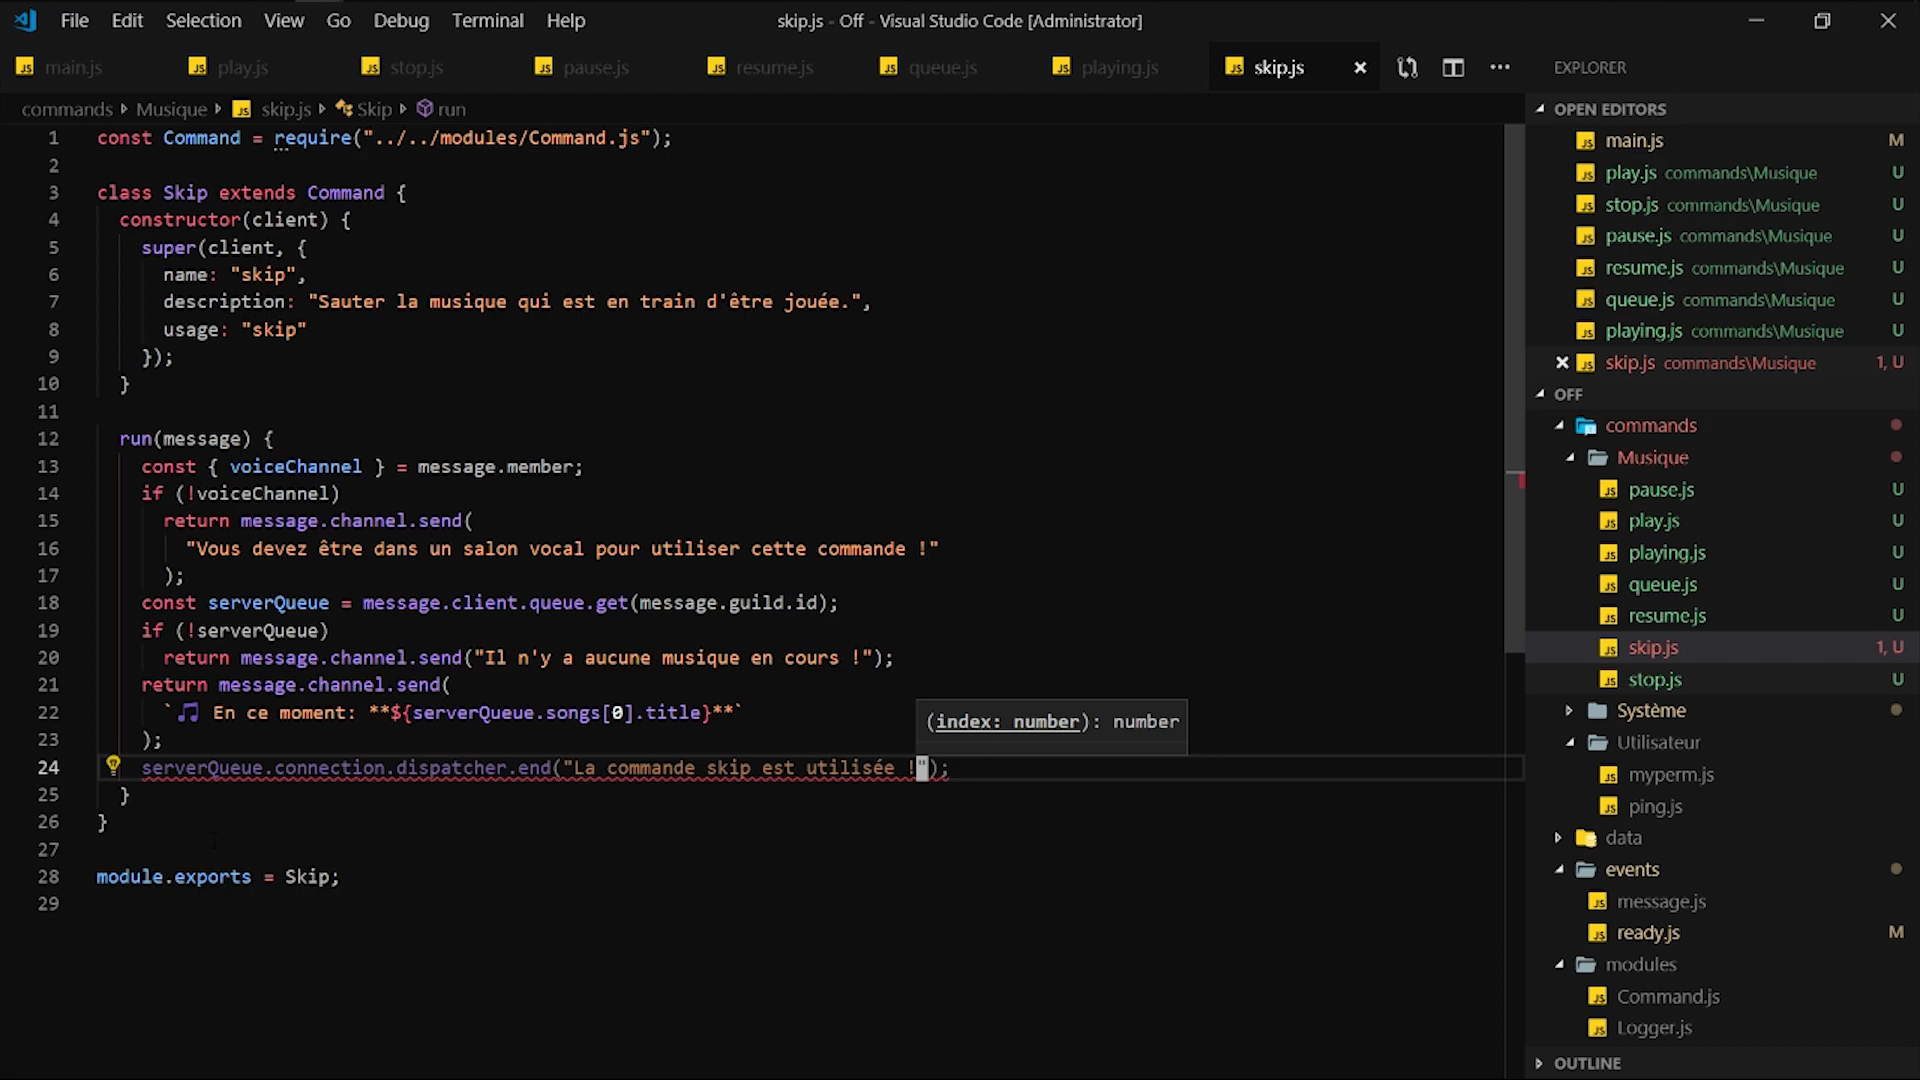 File Edit Selection View Go Debug Terminal Help
skip.js - Off - Visual Studio Code [Administrator]
main.js play.js stop.js pause.js resume.js queue.js playing.js skip.js
commands Musique skip.js Skip run
1 const Command = require("../../modules/Command.js");
2
3 class Skip extends Command {
4 constructor(client) {
5 super(client, {
6 name: "skip",
7 description: "Sauter la musique qui est en train d'être jouée.",
8 usage: "skip"
9 });
10 }
11
12 run(message) {
13 const { voiceChannel } = message.member;
14 if (!voiceChannel)
15 return message.channel.send(
16 "Vous devez être dans un salon vocal pour utiliser cette commande !"
17 );
18 const serverQueue = message.client.queue.get(message.guild.id);
19 if (!serverQueue)
20 return message.channel.send("Il n'y a aucune musique en cours !");
21 return message.channel.send(
22 `🎵 En ce moment: **${serverQueue.songs[0].title}**`
23 );
24 serverQueue.connection.dispatcher.end("La commande skip est utilisée !");
25 }
26 }
27
28 module.exports = Skip;
29
(index: number): number
EXPLORER
OPEN EDITORS
main.js M
play.js commands\Musique U
stop.js commands\Musique U
pause.js commands\Musique U
resume.js commands\Musique U
queue.js commands\Musique U
playing.js commands\Musique U
skip.js commands\Musique 1, U
OFF
commands
Musique
pause.js U
play.js U
playing.js U
queue.js U
resume.js U
skip.js 1, U
stop.js U
Système
Utilisateur
myperm.js
ping.js
data
events
message.js
ready.js M
modules
Command.js
Logger.js
OUTLINE